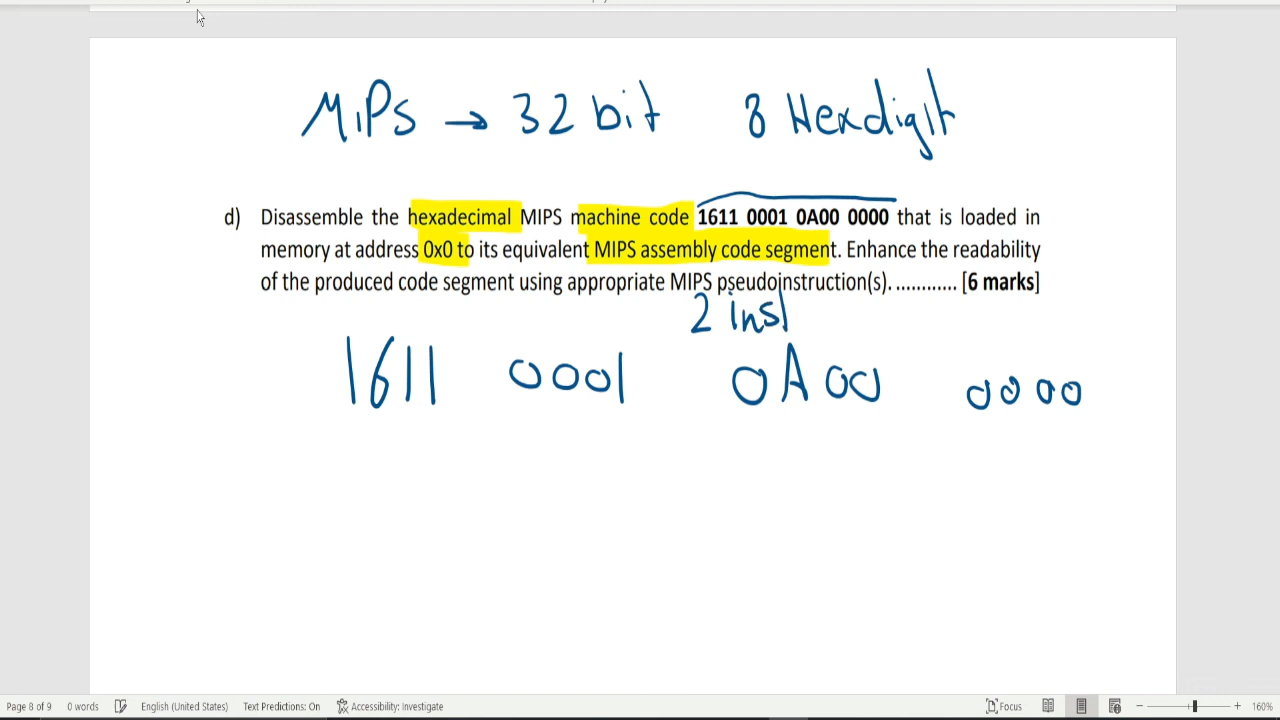 MIPS → 32 bit 8 Hexdigit
d) Disassemble the hexadecimal MIPS machine code 1611 0001 0A00 0000 that is loaded in
memory at address 0x0 to its equivalent MIPS assembly code segment. Enhance the readability
of the produced code segment using appropriate MIPS pseudoinstruction(s). ............ [6 marks]
2 inst
1611 0001 0A00 0000
Page 8 of 9 0 words English (United States) Text Predictions: On Accessibility: Investigate Focus 160%